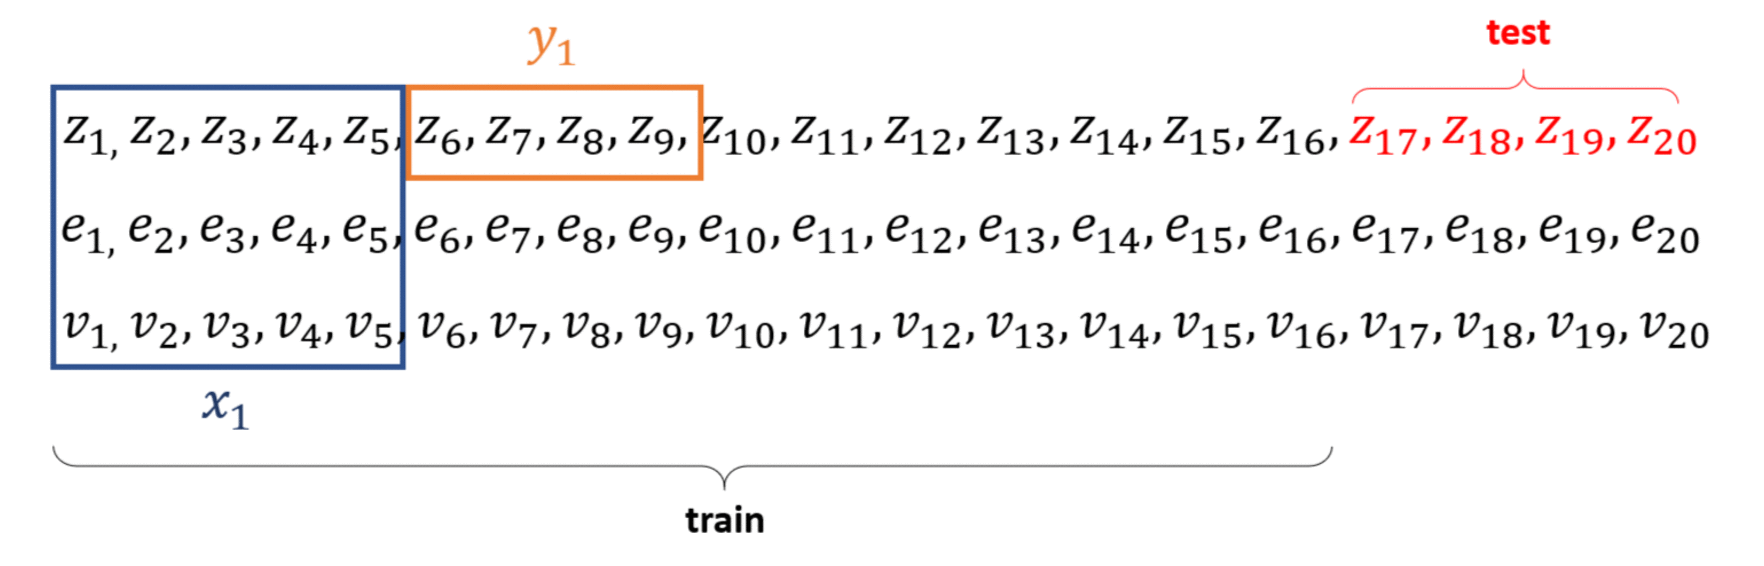 test
y₁
z₁, z₂, z₃, z₄, z₅, z₆, z₇, z₈, z₉, z₁₀, z₁₁, z₁₂, z₁₃, z₁₄, z₁₅, z₁₆, z₁₇, z₁₈, z₁₉, z₂₀
e₁, e₂, e₃, e₄, e₅, e₆, e₇, e₈, e₉, e₁₀, e₁₁, e₁₂, e₁₃, e₁₄, e₁₅, e₁₆, e₁₇, e₁₈, e₁₉, e₂₀
v₁, v₂, v₃, v₄, v₅, v₆, v₇, v₈, v₉, v₁₀, v₁₁, v₁₂, v₁₃, v₁₄, v₁₅, v₁₆, v₁₇, v₁₈, v₁₉, v₂₀
x₁
train